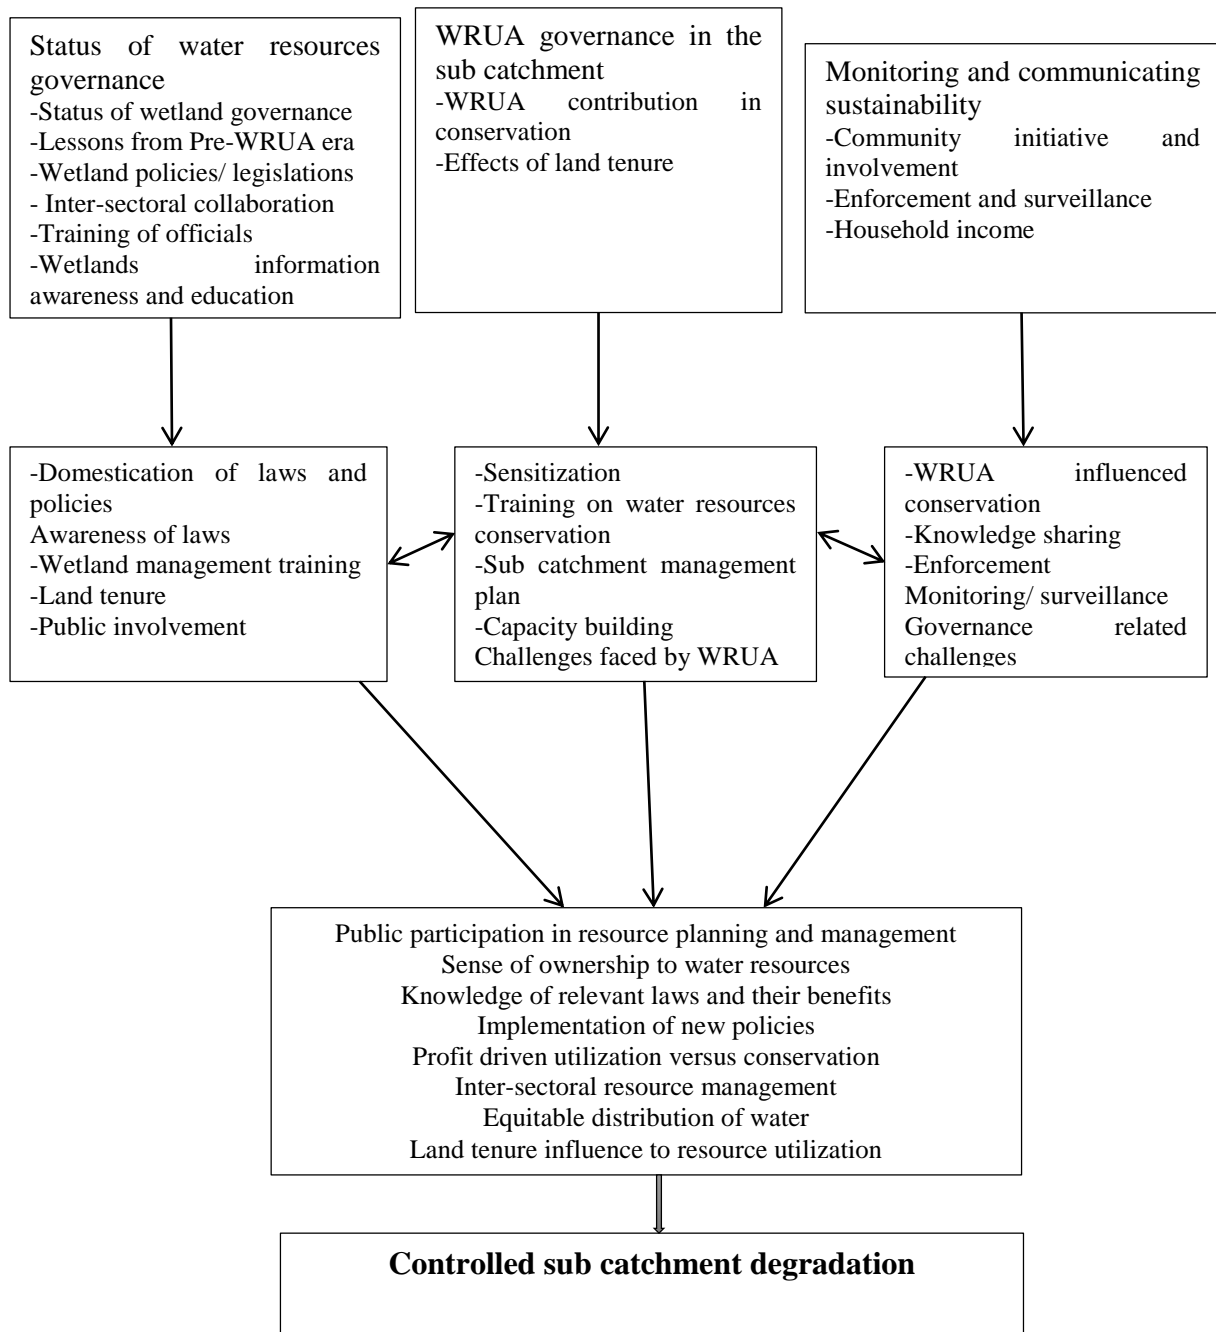 Status of water resources
governance
-Status of wetland governance
-Lessons from Pre-WRUA era
-Wetland policies/ legislations
- Inter-sectoral collaboration
-Training of officials
-Wetlands information
awareness and education
WRUA governance in the
sub catchment
-WRUA contribution in
conservation
-Effects of land tenure
Monitoring and communicating
sustainability
-Community initiative and
involvement
-Enforcement and surveillance
-Household income
-Domestication of laws and
policies
Awareness of laws
-Wetland management training
-Land tenure
-Public involvement
-Sensitization
-Training on water resources
conservation
-Sub catchment management
plan
-Capacity building
Challenges faced by WRUA
-WRUA influenced
conservation
-Knowledge sharing
-Enforcement
Monitoring/ surveillance
Governance related
challenges
Public participation in resource planning and management
Sense of ownership to water resources
Knowledge of relevant laws and their benefits
Implementation of new policies
Profit driven utilization versus conservation
Inter-sectoral resource management
Equitable distribution of water
Land tenure influence to resource utilization
Controlled sub catchment degradation